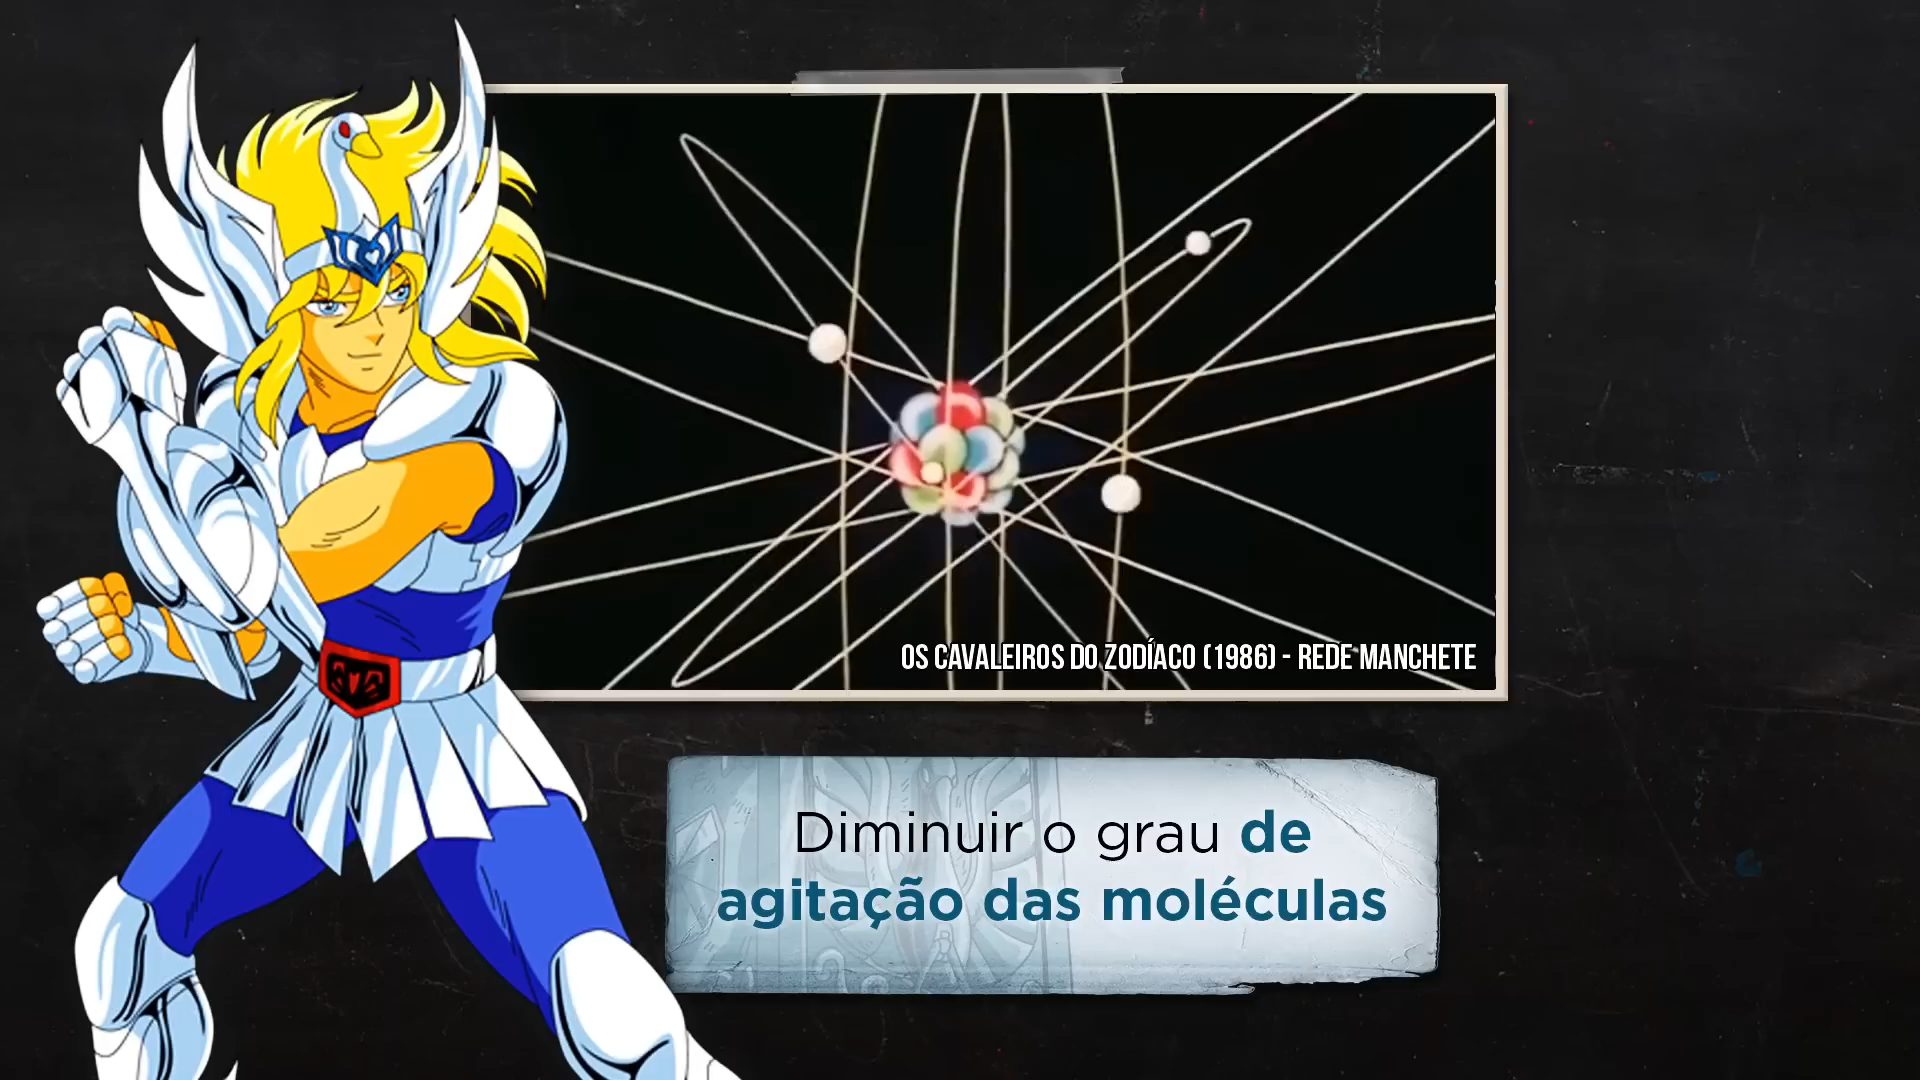 OS CAVALEIROS DO ZODÍACO (1986) - REDE MANCHETE
Diminuir o grau de
agitação das moléculas